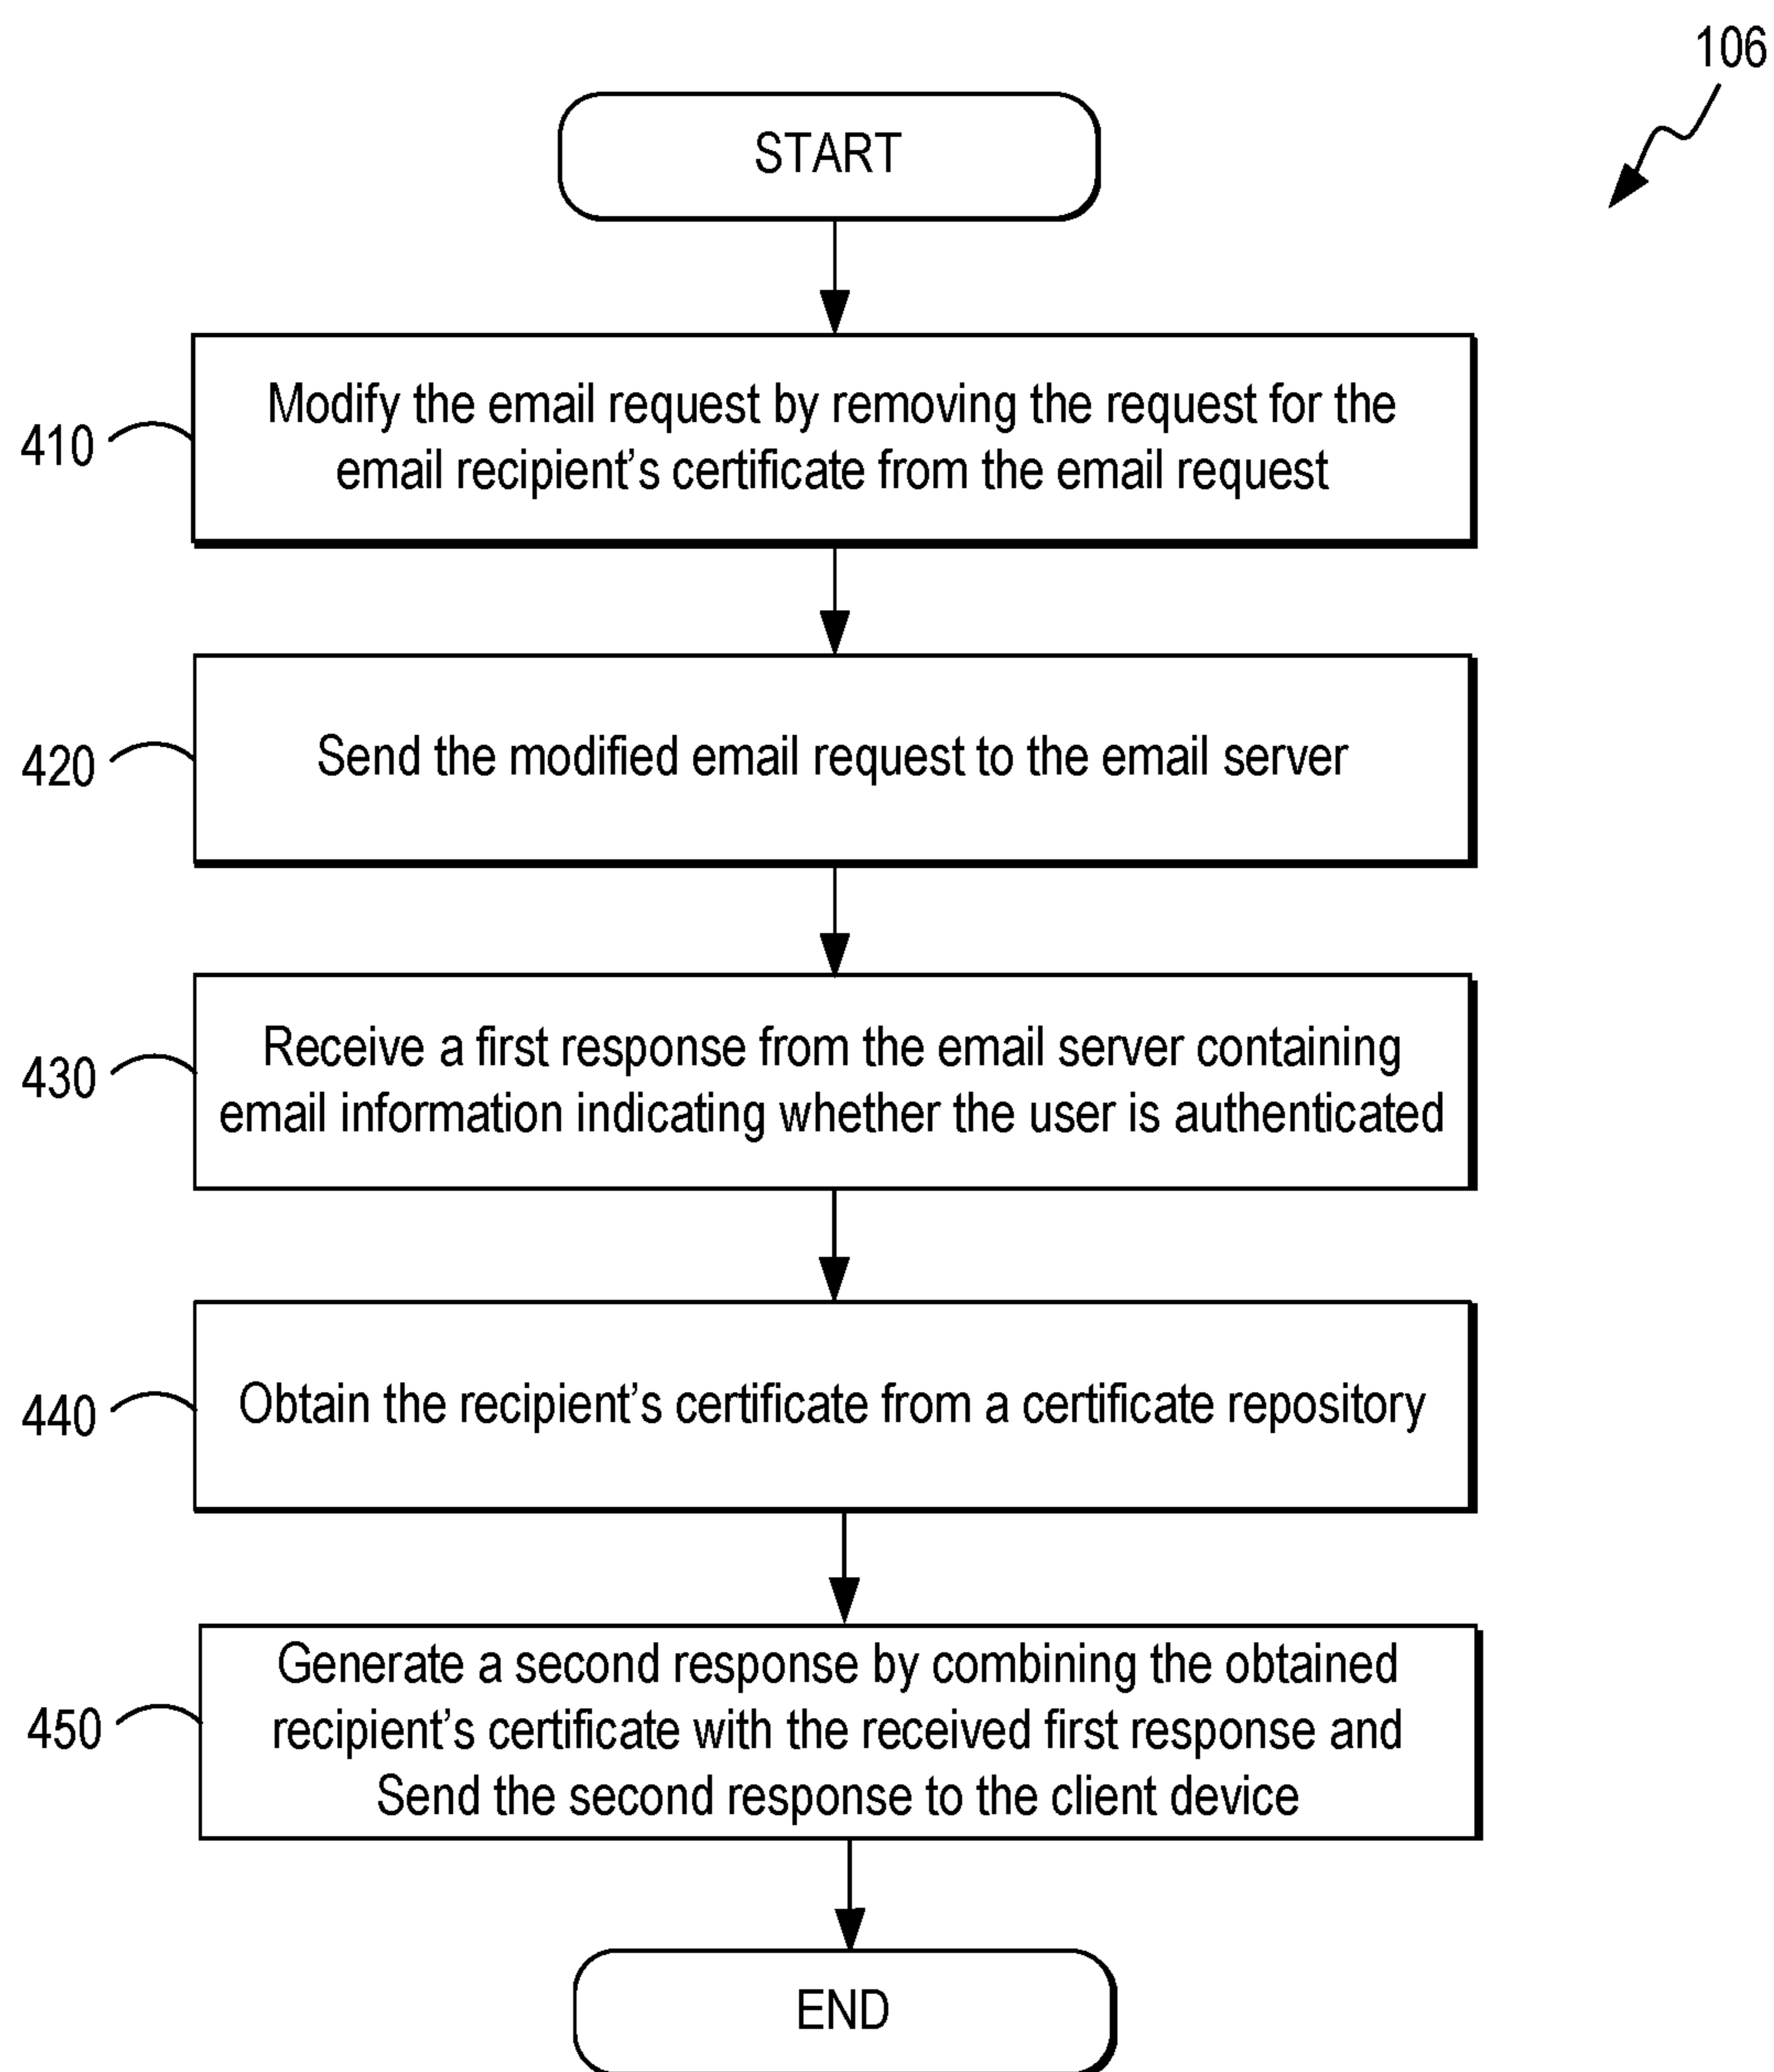 106
START
410
Modify the email request by removing the request for the
email recipient's certificate from the email request
420
Send the modified email request to the email server
430
Receive a first response from the email server containing
email information indicating whether the user is authenticated
440
Obtain the recipient's certificate from a certificate repository
450
Generate a second response by combining the obtained
recipient's certificate with the received first response and
Send the second response to the client device
END